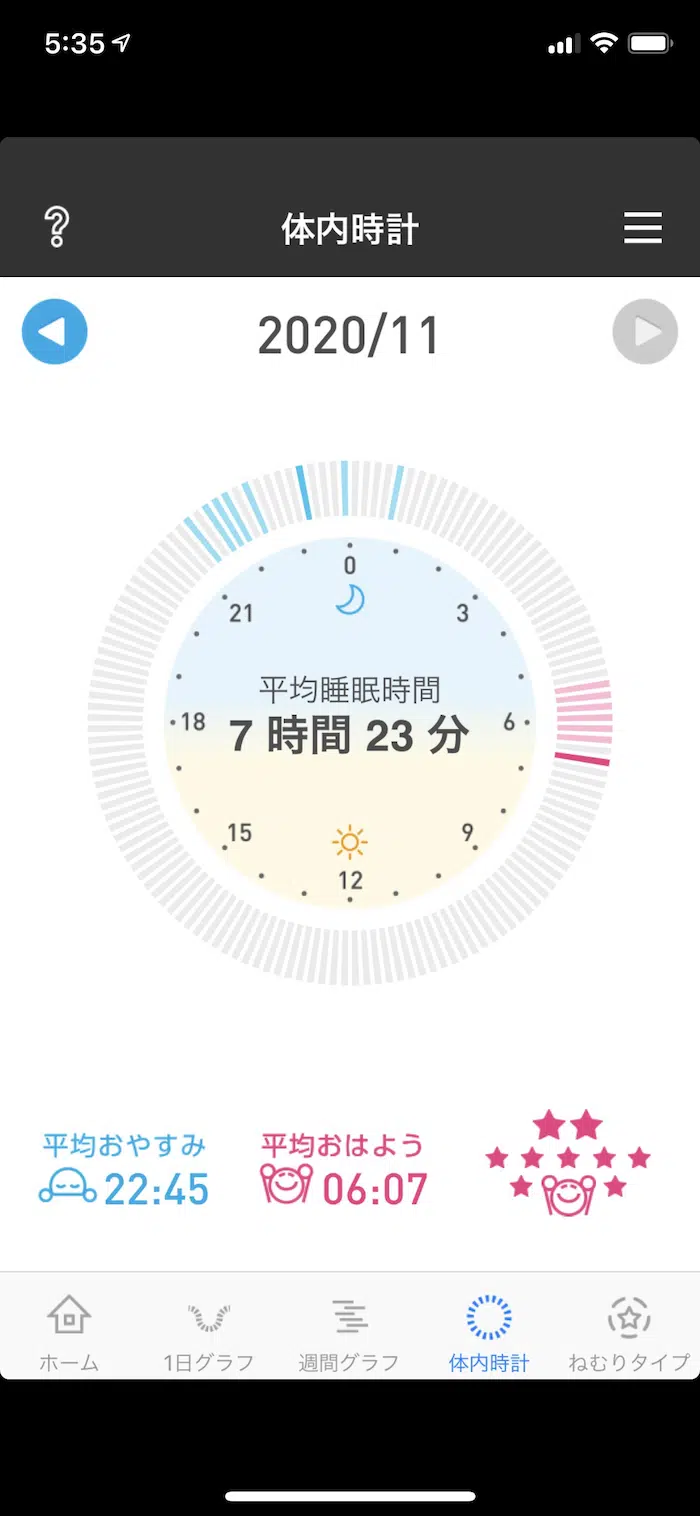 5:35
体内時計
2020/11
0
21
3
平均睡眠時間
18
7 時間 23 分
6
15
9
12
平均おやすみ
22:45
平均おはよう
06:07
ホーム
1日グラフ
週間グラフ
体内時計
ねむりタイプ